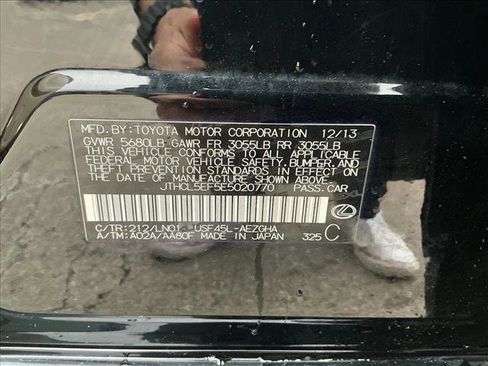 MFD. BY: TOYOTA MOTOR CORPORATION 12/13
GVWR 5680LB GAWR FR 3055LB RR 3055LB
THIS VEHICLE CONFORMS TO ALL APPLICABLE
FEDERAL MOTOR VEHICLE SAFETY, BUMPER, AND
THEFT PREVENTION STANDARDS IN EFFECT ON
THE DATE OF MANUFACTURE SHOWN ABOVE.
JTHCL5EF5E5020770 PASS.CAR
C/TR: 212/LN01 USF45L-AEZGHA
A/TM: A02A/AA80F MADE IN JAPAN 325 C